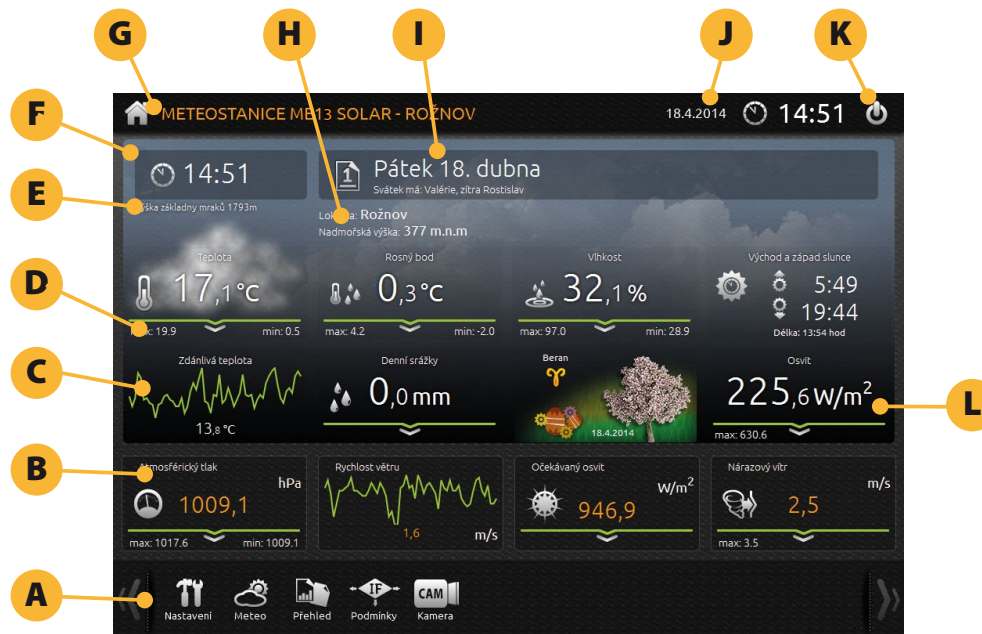 G
H
I
J
K
METEOSTANICE ME13 SOLAR - ROŽNOV
18.4.2014
14:51
F
14:51
1
Pátek 18. dubna
Svátek má: Valérie, zítra Rostislav
E
základny mraků 1793m
Rožnov
Nadmořská výška: 377 m.n.m
Teplota
Rosný bod
Vlhkost
Východ a západ slunce
D
17,1°C
0,3°C
32,1%
5:49
19:44
Délka: 13:54 hod
max: 19.9
min: 0.5
max: 4.2
min: -2.0
max: 97.0
min: 28.9
C
Zdánlivá teplota
13,8 °C
Denní srážky
0,0 mm
Beran
18.4.2014
Osvit
225,6 W/m²
max: 630.6
L
B
Atmosférický tlak
hPa
1009,1
max: 1017.6
min: 1009.1
Rychlost větru
1,6
m/s
Očekávaný osvit
W/m²
946,9
Nárazový vítr
m/s
2,5
max: 3.5
A
Nastavení
Meteo
Přehled
IF
Podmínky
CAM
Kamera